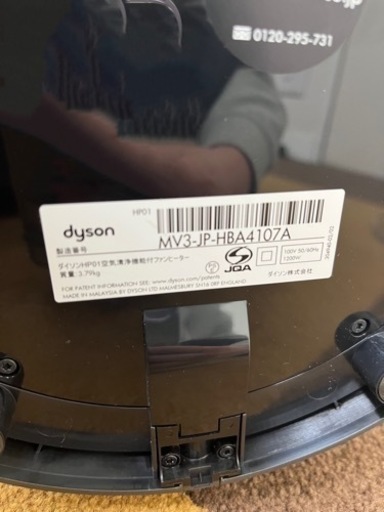 0120-295-731
HP01
dyson
製造番号
MV3-JP-HBA4107A
ダイソンHP01空気清浄機能付ファンヒーター
質量: 3.79kg
JQA
100V 50/60Hz
1200W
ダイソン株式会社
FOR PATENT INFORMATION SEE: www.dyson.com/patents
MADE IN MALAYSIA BY DYSON LTD MALMESBURY SN16 0RP ENGLAND